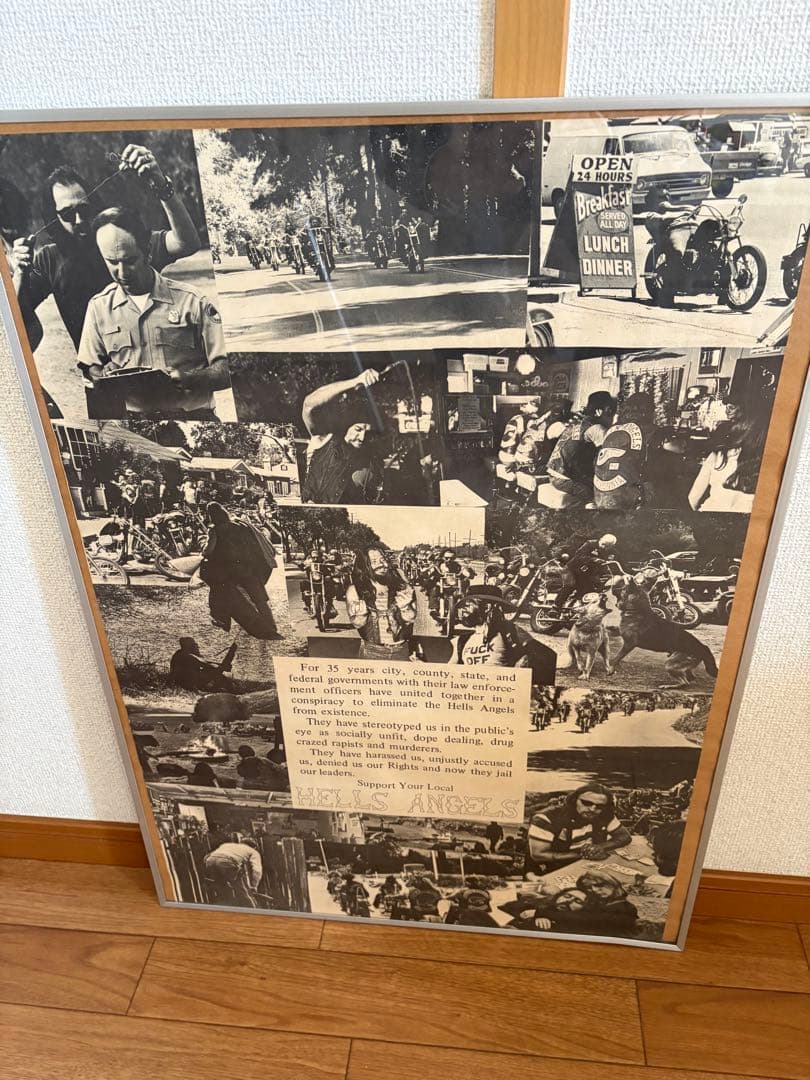 OPEN
24 HOURS
Breakfast
SERVED
ALL DAY
LUNCH
DINNER
FUCK
OFF
For 35 years city, county, state, and
federal governments with their law enforce-
ment officers have united together in a
conspiracy to eliminate the Hells Angels
from existence.
They have stereotyped us in the public's
eye as socially unfit, dope dealing, drug
crazed rapists and murderers.
They have harassed us, unjustly accused
us, denied us our Rights and now they jail
our leaders.
Support Your Local
HELLS ANGELS